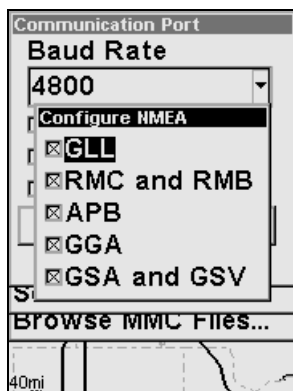 Communication Port
Baud Rate
4800
Configure NMEA
GLL
RMC and RMB
APB
GGA
GSA and GSV
Browse MMC Files...
40mi